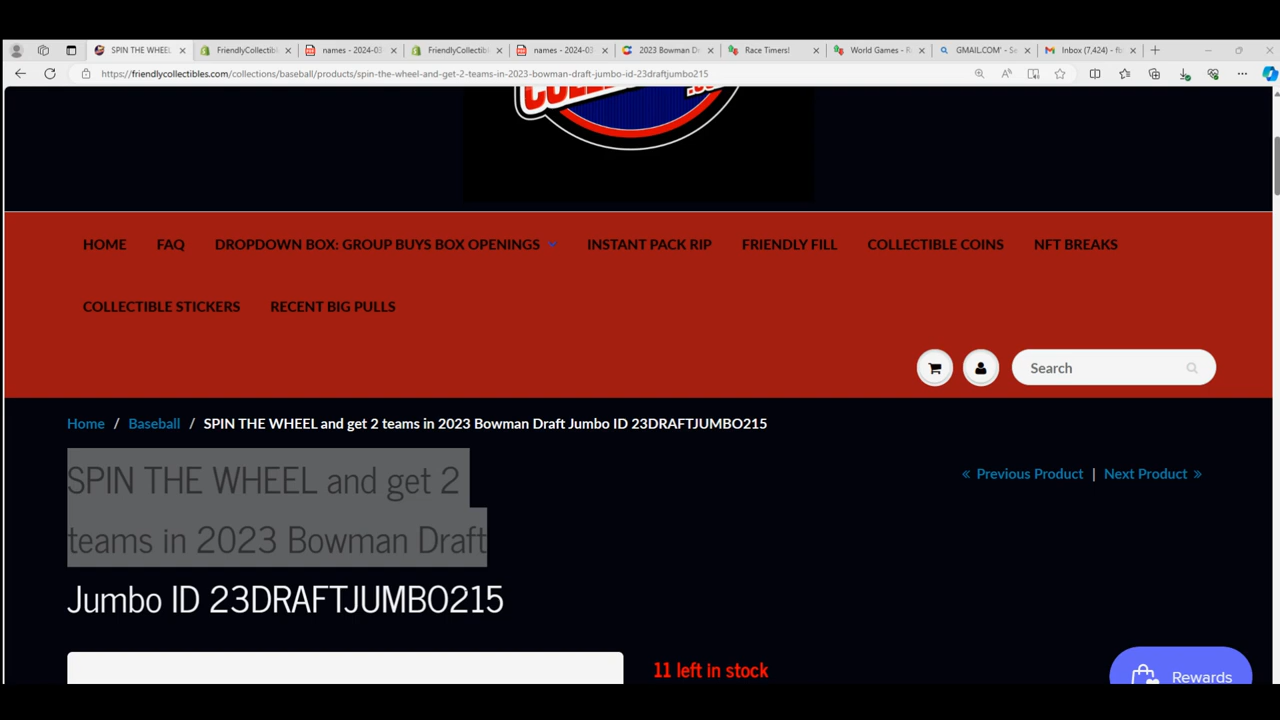 SPIN THE WHEEL
FriendlyCollectib
names - 2024-03
FriendlyCollectib
names - 2024-03
2023 Bowman D
Race Timers!
World Games - R
GMAIL.COM' - Se
Inbox (7,424) - f
https://friendlycollectibles.com/collections/baseball/products/spin-the-wheel-and-get-2-teams-in-2023-bowman-draft-jumbo-id-23draftjumbo215
HOME FAQ DROPDOWN BOX: GROUP BUYS BOX OPENINGS INSTANT PACK RIP FRIENDLY FILL COLLECTIBLE COINS NFT BREAKS
COLLECTIBLE STICKERS RECENT BIG PULLS
Search
Home / Baseball / SPIN THE WHEEL and get 2 teams in 2023 Bowman Draft Jumbo ID 23DRAFTJUMBO215
SPIN THE WHEEL and get 2
teams in 2023 Bowman Draft
Jumbo ID 23DRAFTJUMBO215
« Previous Product | Next Product »
11 left in stock
Rewards